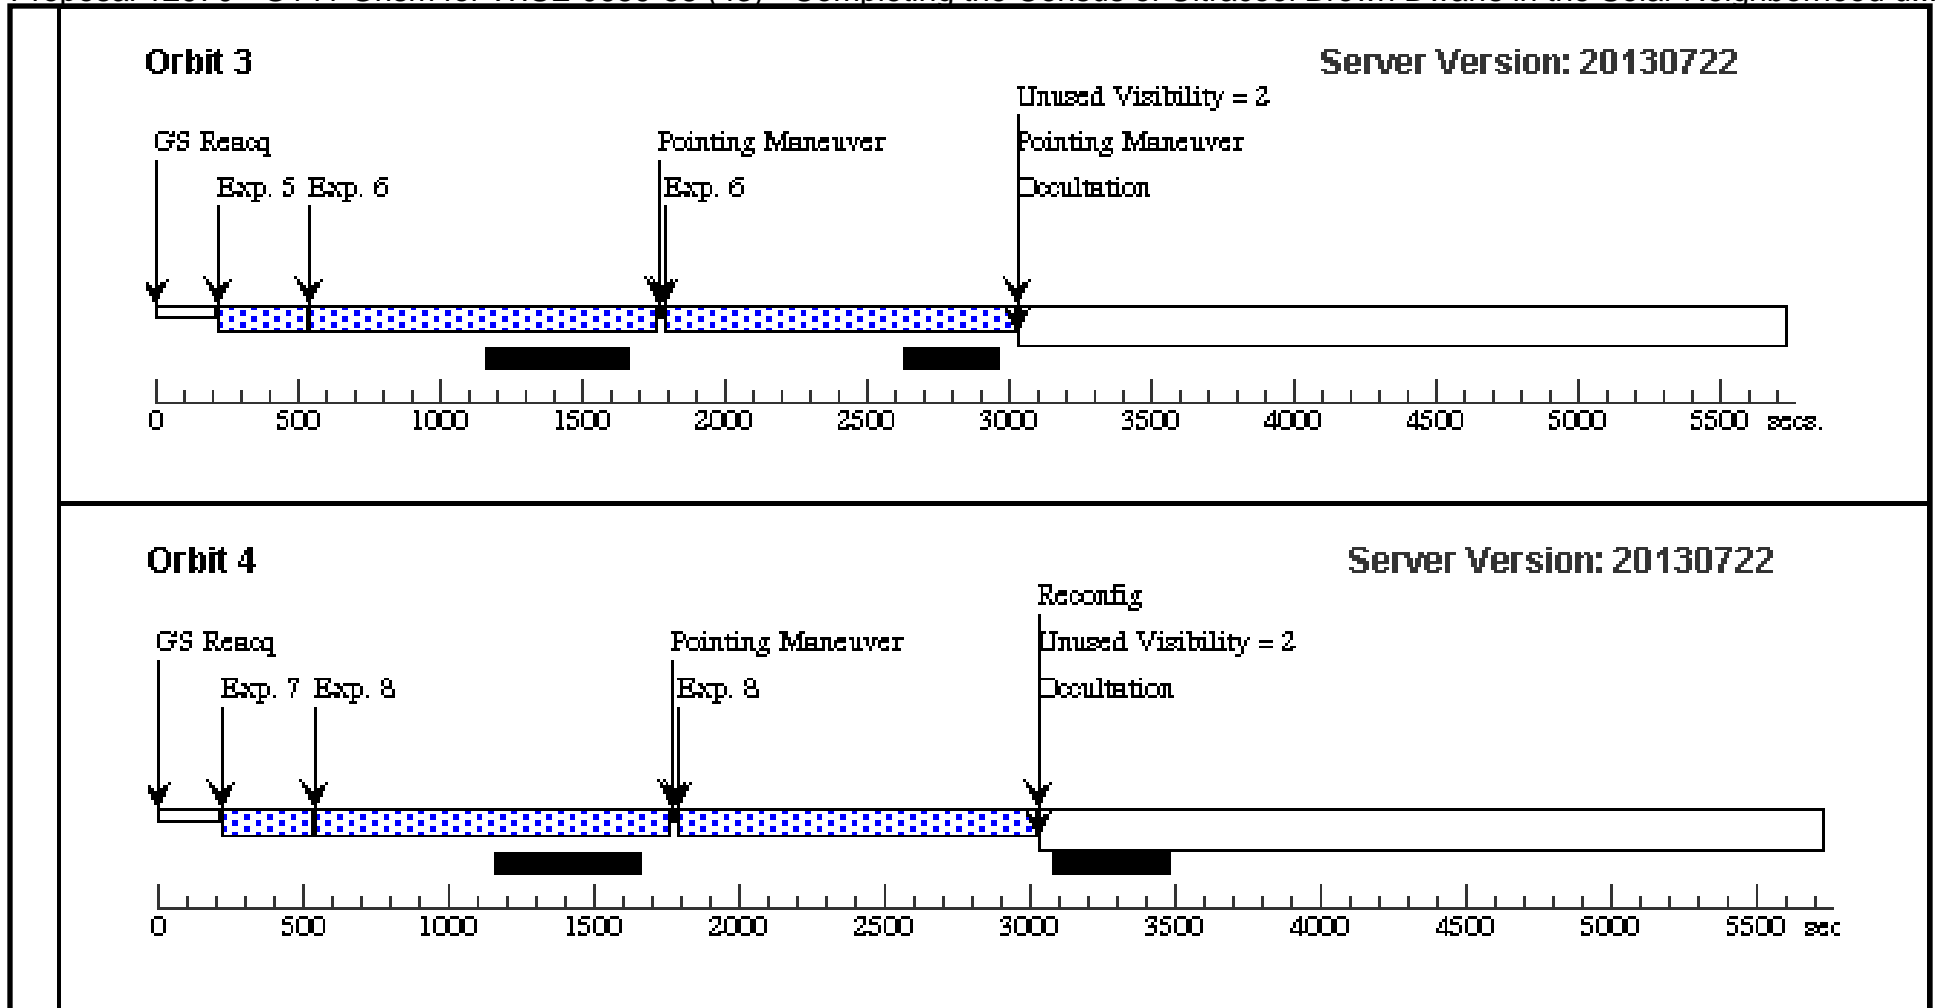 Orbit 3 Server Version: 20130722
Unused Visibility = 2
GS Reacq Pointing Maneuver Pointing Maneuver
Exp. 5 Exp. 6 Exp. 6 Occultation
0 500 1000 1500 2000 2500 3000 3500 4000 4500 5000 5500 secs.
Orbit 4 Server Version: 20130722
Reconfig
GS Reacq Pointing Maneuver Unused Visibility = 2
Exp. 7 Exp. 8 Exp. 8 Occultation
0 500 1000 1500 2000 2500 3000 3500 4000 4500 5000 5500 sec